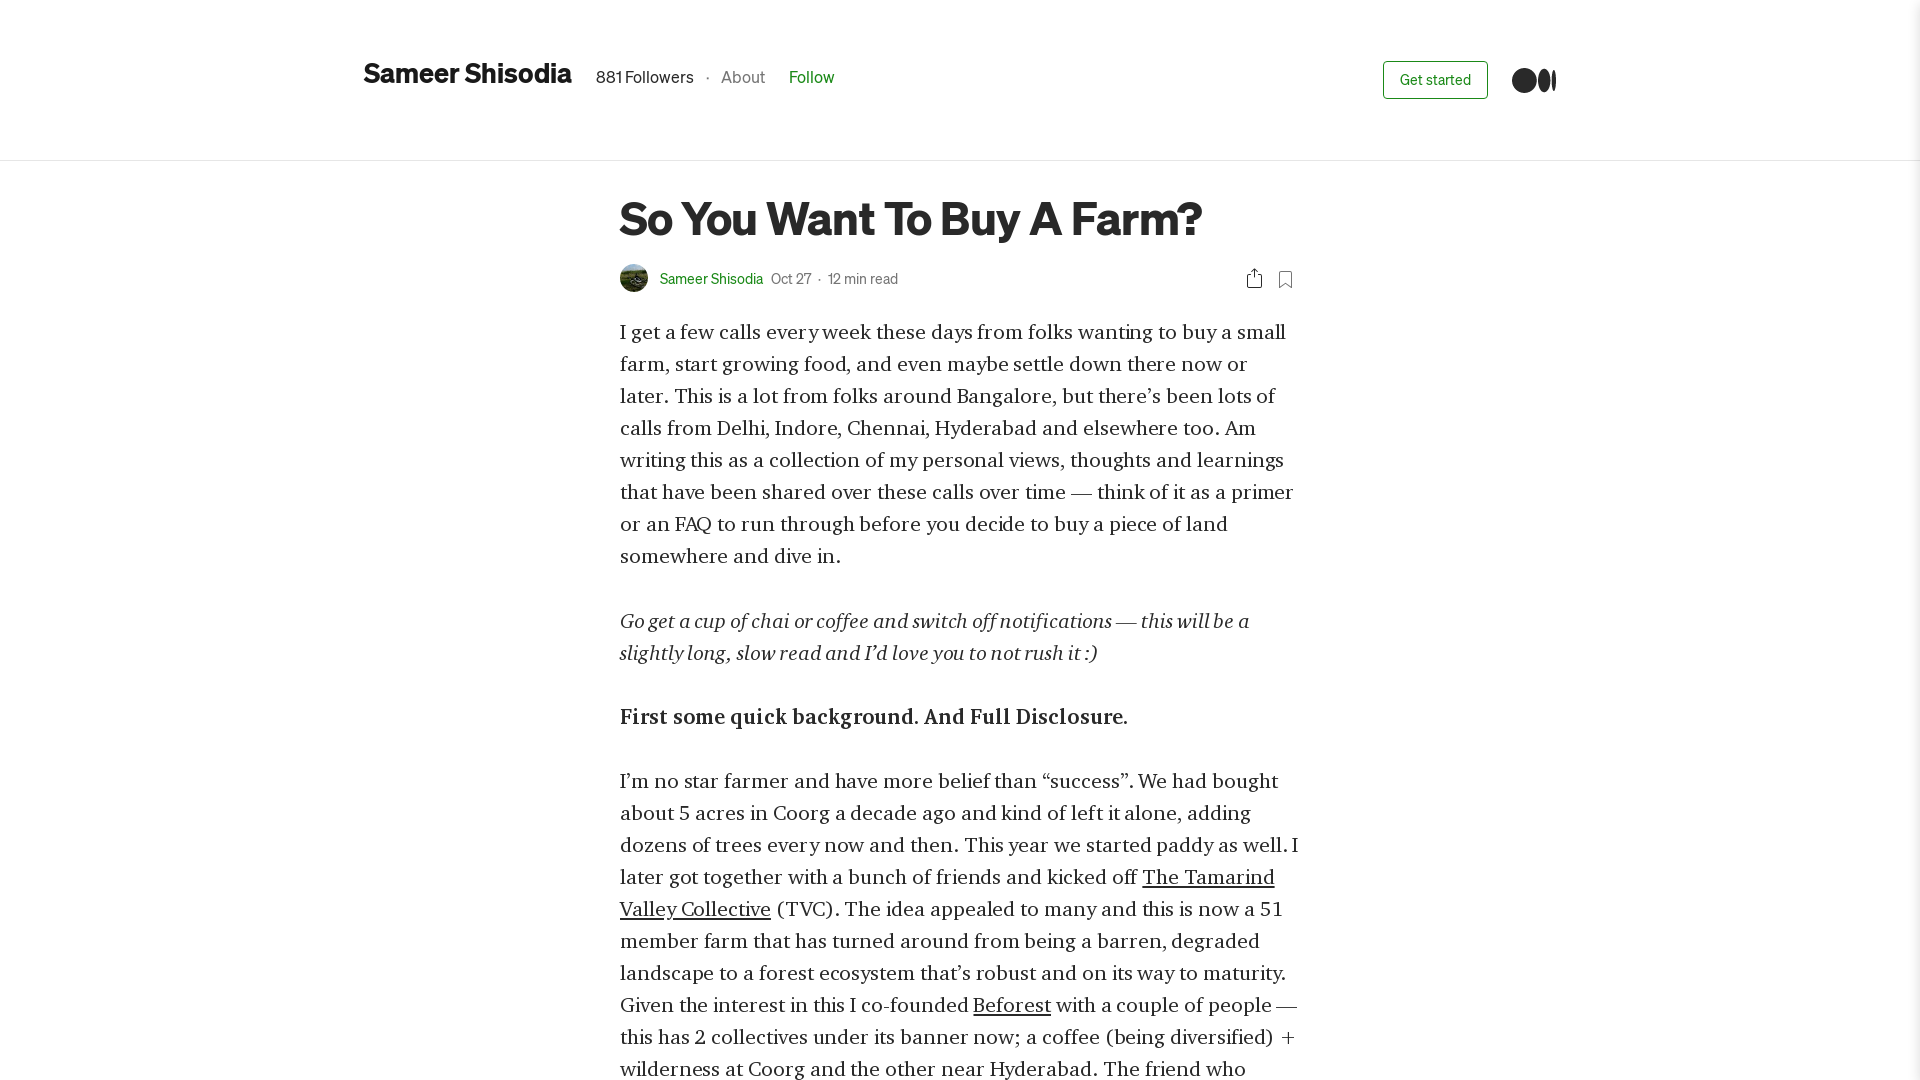 Sameer Shisodia
881 Followers · About Follow
Get started
So You Want To Buy A Farm?
Sameer Shisodia Oct 27 · 12 min read
I get a few calls every week these days from folks wanting to buy a small
farm, start growing food, and even maybe settle down there now or
later. This is a lot from folks around Bangalore, but there’s been lots of
calls from Delhi, Indore, Chennai, Hyderabad and elsewhere too. Am
writing this as a collection of my personal views, thoughts and learnings
that have been shared over these calls over time — think of it as a primer
or an FAQ to run through before you decide to buy a piece of land
somewhere and dive in.
Go get a cup of chai or coffee and switch off notifications — this will be a
slightly long, slow read and I’d love you to not rush it :)
First some quick background. And Full Disclosure.
I’m no star farmer and have more belief than “success”. We had bought
about 5 acres in Coorg a decade ago and kind of left it alone, adding
dozens of trees every now and then. This year we started paddy as well. I
later got together with a bunch of friends and kicked off The Tamarind
Valley Collective (TVC). The idea appealed to many and this is now a 51
member farm that has turned around from being a barren, degraded
landscape to a forest ecosystem that’s robust and on its way to maturity.
Given the interest in this I co-founded Beforest with a couple of people —
this has 2 collectives under its banner now; a coffee (being diversified) +
wilderness at Coorg and the other near Hyderabad. The friend who